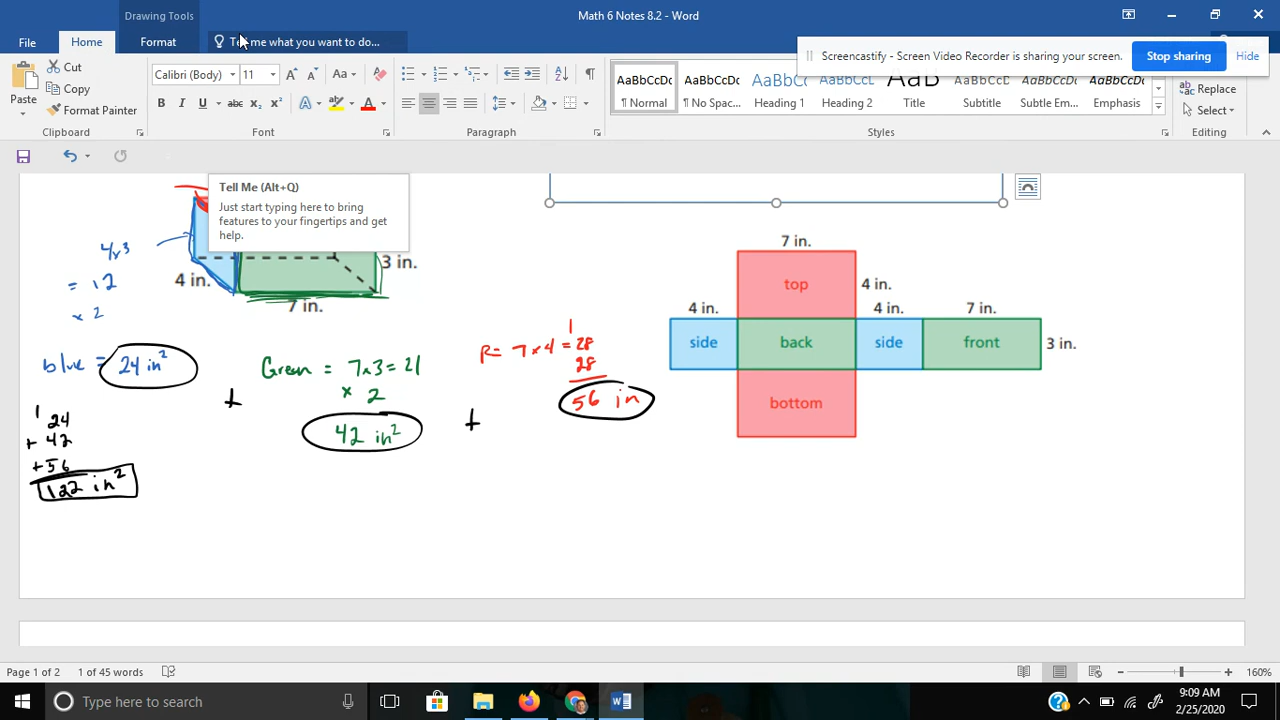 Drawing Tools
Math 6 Notes 8.2 - Word
File
Home
Format
Tell me what you want to do...
Screencastify - Screen Video Recorder is sharing your screen.
Stop sharing
Hide
Paste
Cut
Copy
Format Painter
Clipboard
Calibri (Body)
11
Aa
Font
Paragraph
AaBbCcDc
¶ Normal
AaBbCcDc
¶ No Spac...
AaBbCc
Heading 1
AaBbCcC
Heading 2
AaB
Title
AaBbCcC
Subtitle
AaBbCcDc
Subtle Em...
AaBbCcDc
Emphasis
Styles
Replace
Select
Editing
Tell Me (Alt+Q)
Just start typing here to bring
features to your fingertips and get
help.
4x3
= 12
x 2
blue = 24 in²
4 in.
7 in.
3 in.
1
24
+ 42
+ 56
122 in²
+
Green = 7x3 = 21
x 2
42 in²
+
R = 7x4 = 28
1
28
56 in
7 in.
top
4 in.
4 in.
4 in.
7 in.
side
back
side
front
3 in.
bottom
Page 1 of 2
1 of 45 words
160%
Type here to search
9:09 AM
2/25/2020